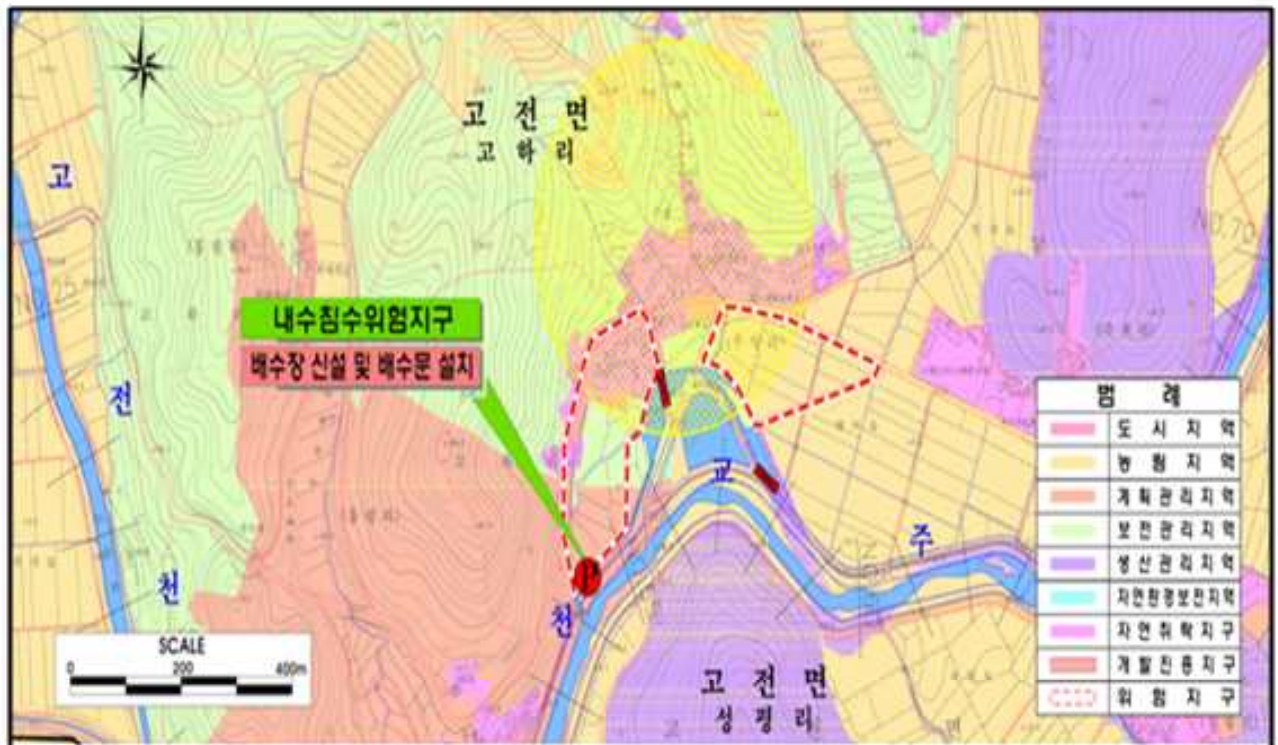 고 전 면
고 하 리
고
전
천
내수침수위험지구
배수장 신설 및 배수문 설치
NO.70
교
주
천
P
고 전 면
성 평 리
SCALE
0 200 400m
범 례
도 시 지 역
농 림 지 역
계 획 관 리 지 역
보 전 관 리 지 역
생 산 관 리 지 역
자연환경보전지역
자 연 취 락 지 구
개 발 진 흥 지 구
위 험 지 구